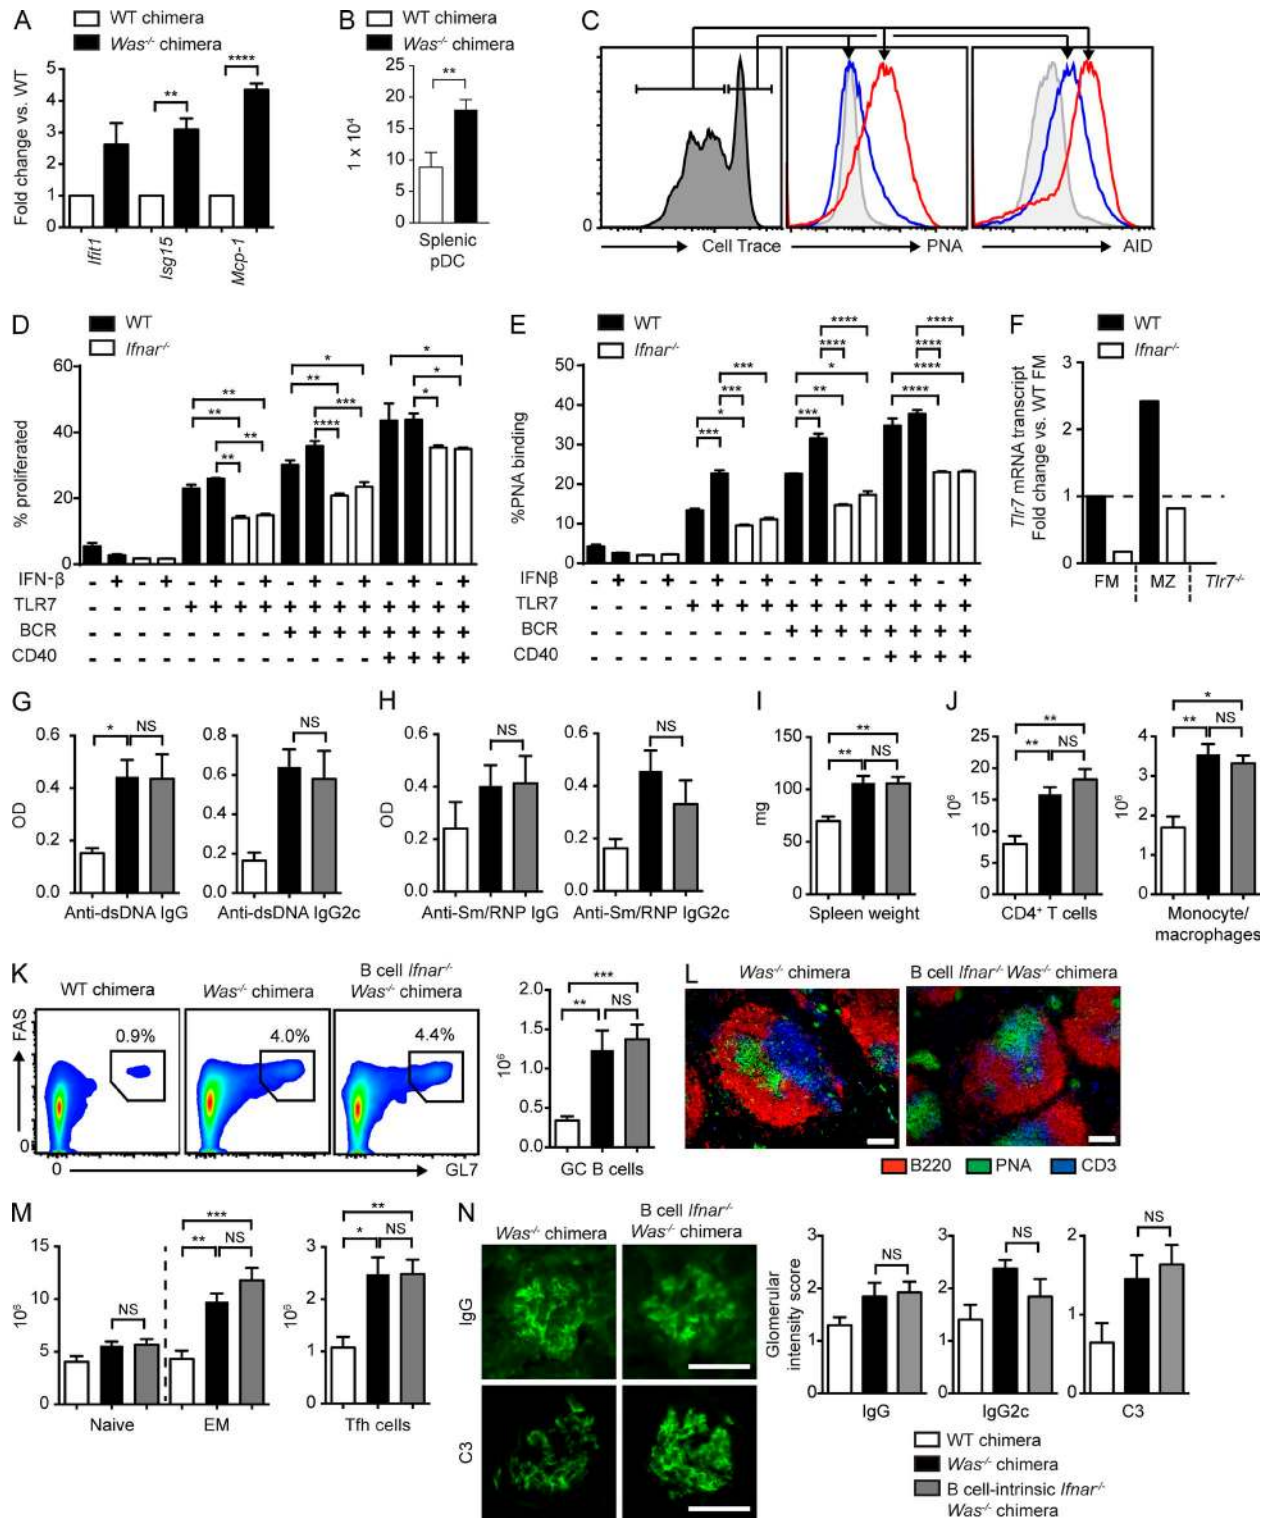 A
WT chimera
Was-/- chimera
Fold change vs. WT
5
4
3
2
1
0
**
****
Ifit1
Isg15
Mcp-1
B
WT chimera
Was-/- chimera
1 x 10⁴
25
20
15
10
5
0
**
Splenic
pDC
C
0
Cell Trace
PNA
AID
D
WT
Ifnar-/-
% proliferated
60
40
20
0
** ** ** **
* ** *** ****
* * *
IFN-β - + - + - + - + - + - + - + - +
TLR7 - - - - + + + + + + + + + + + +
BCR - - - - - - - - + + + + + + + +
CD40 - - - - - - - - - - - - + + + +
E
WT
Ifnar-/-
%PNA binding
50
40
30
20
10
0
*** *** * ***
**** **** * ** ***
**** **** ****
IFNβ - + - + - + - + - + - + - + - +
TLR7 - - - - + + + + + + + + + + + +
BCR - - - - - - - - + + + + + + + +
CD40 - - - - - - - - - - - - + + + +
F
WT
Ifnar-/-
Tlr7 mRNA transcript
Fold change vs. WT FM
3
2
1
0
FM MZ Tlr7-/-
G
OD
0.6
0.4
0.2
0.0
* NS
Anti-dsDNA IgG
0.8
0.6
0.4
0.2
0.0
NS
Anti-dsDNA IgG2c
H
OD
0.6
0.4
0.2
0.0
NS
Anti-Sm/RNP IgG
0.6
0.4
0.2
0.0
NS
Anti-Sm/RNP IgG2c
I
mg
150
100
50
0
**
** NS
Spleen weight
J
10⁶
25
20
15
10
5
0
**
** NS
CD4+ T cells
10⁶
4
3
2
1
0
*
** NS
Monocyte/
macrophages
K
WT chimera
Was-/- chimera
B cell Ifnar-/-
Was-/- chimera
FAS
0
0.9%
4.0%
4.4%
0
GL7
10⁶
2.0
1.5
1.0
0.5
0.0
***
** NS
GC B cells
L
Was-/- chimera
B cell Ifnar-/- Was-/- chimera
B220
PNA
CD3
M
10⁶
15
10
5
0
NS
***
** NS
Naive
EM
10⁶
3
2
1
0
**
* NS
Tfh cells
N
Was-/- chimera
B cell Ifnar-/-
Was-/- chimera
IgG
C3
Glomerular
intensity score
3
2
1
0
NS
IgG
3
2
1
0
NS
IgG2c
2
1
0
NS
C3
WT chimera
Was-/- chimera
B cell-intrinsic Ifnar-/-
Was-/- chimera